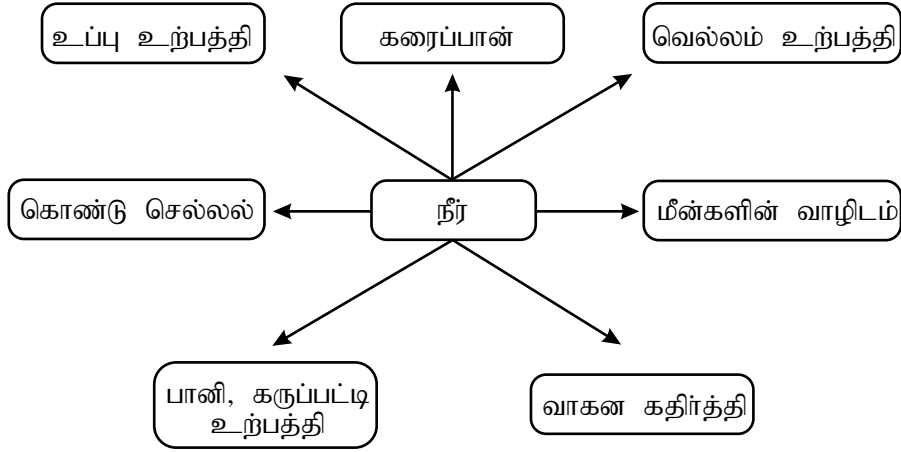 உப்பு உற்பத்தி
கரைப்பான்
வெல்லம் உற்பத்தி
கொண்டு செல்லல்
நீர்
மீன்களின் வாழிடம்
பானி, கருப்பட்டி
உற்பத்தி
வாகன கதிர்த்தி